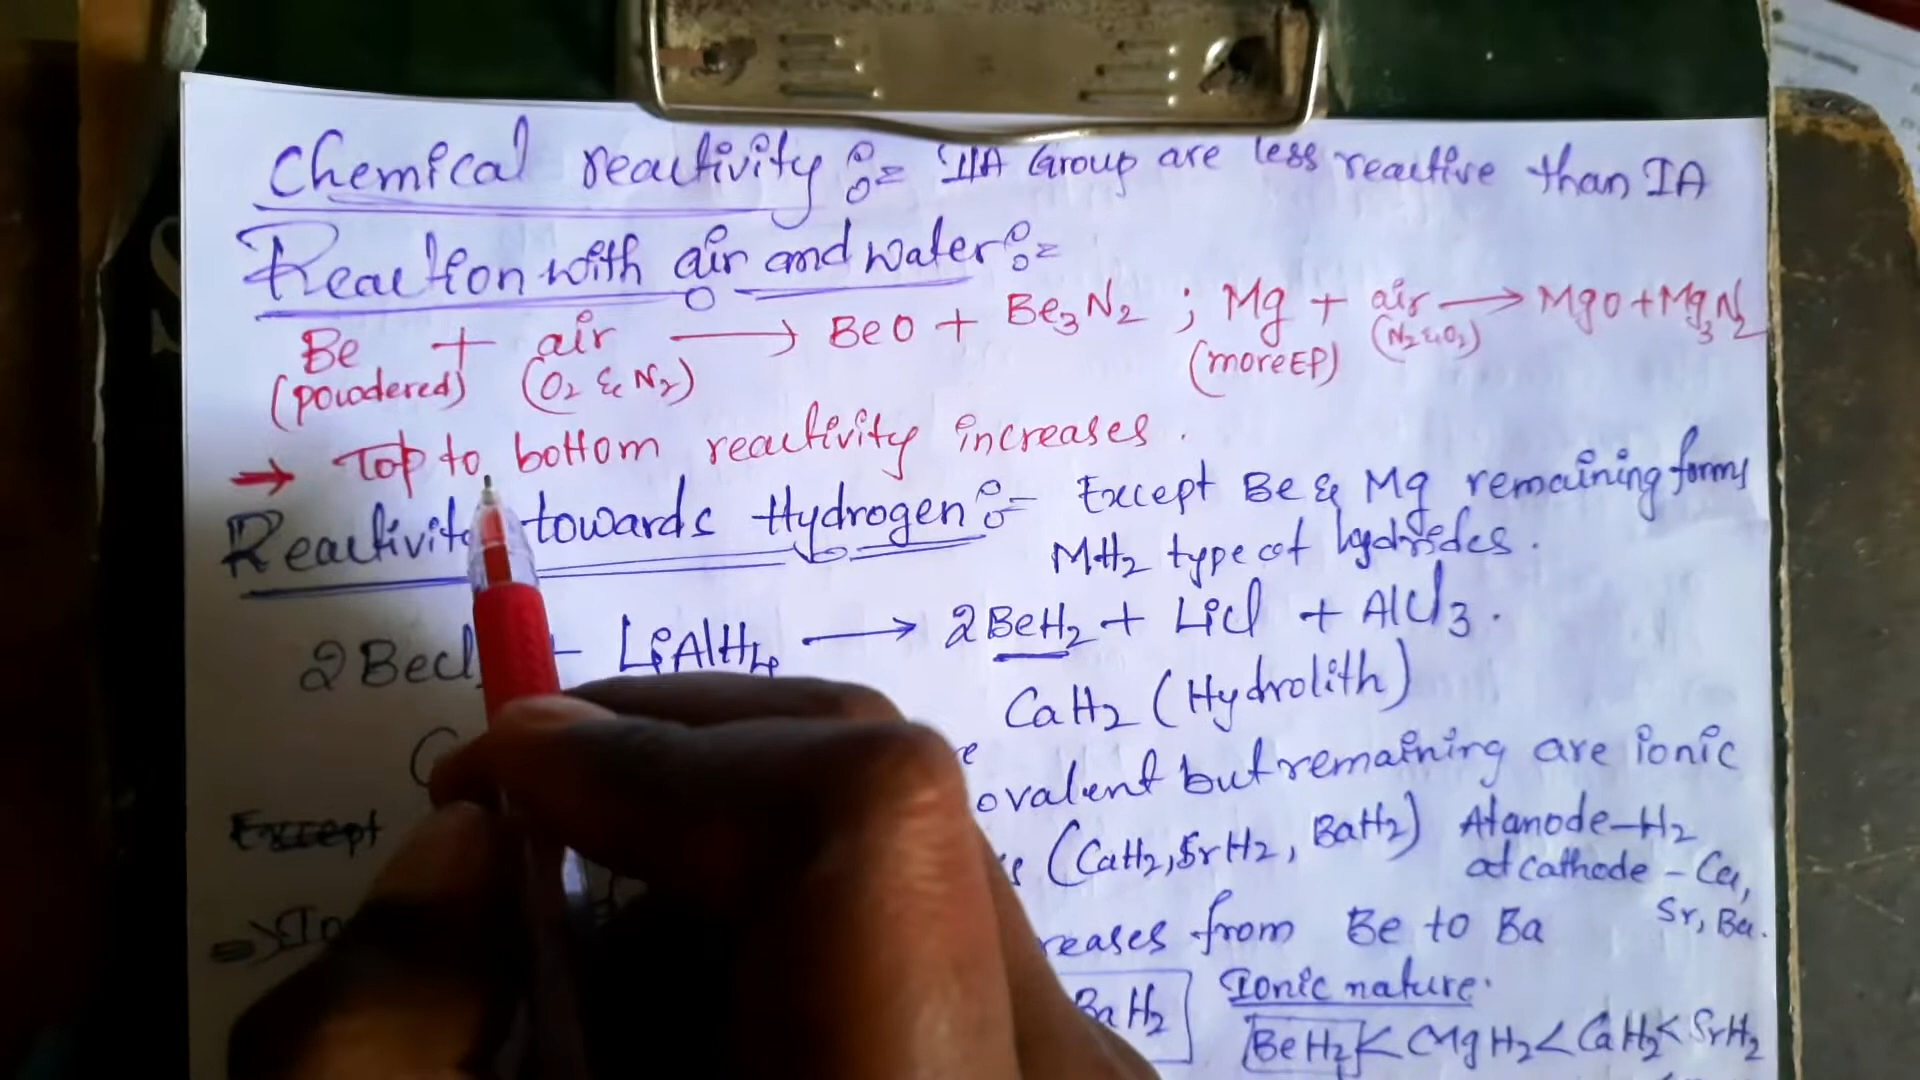 Chemical reactivity :- IIA Group are less reactive than IA
Reaction with air and water :-
Be + air → BeO + Be3N2 ; Mg + air → MgO + Mg3N2
(powdered) (O2 & N2) (more EP) (N2 & O2)
→ Top to bottom reactivity increases.
Reactivity towards Hydrogen :- Except Be & Mg remaining forms
MH2 type of hydrides.
2Becl LiAlH4 → 2BeH2 + Licl + AlCl3.
CaH2 (Hydrolith)
ovalent but remaining are ionic
(CaH2, SrH2, BaH2) At anode - H2
at cathode - Ca,
Sr, Ba.
reases from Be to Ba
BaH2 Ionic nature.
BeH2 < MgH2 < CaH2 < SrH2